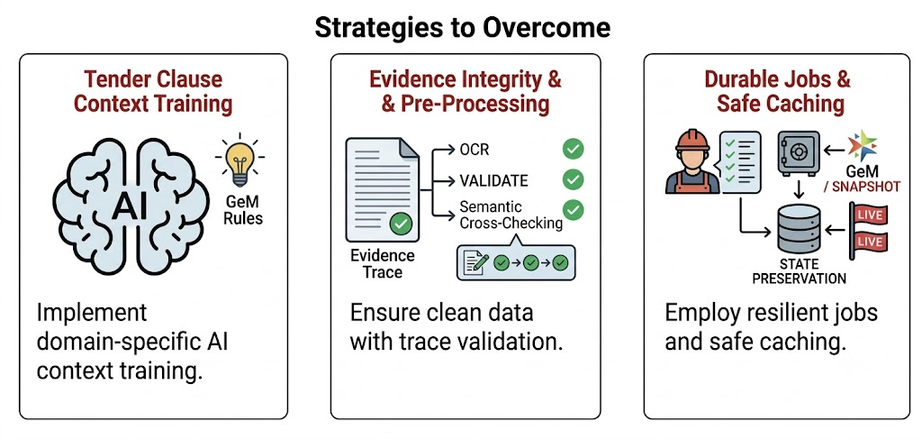 Strategies to Overcome
Tender Clause
Context Training
AI
GeM
Rules
Implement
domain-specific AI
context training.
Evidence Integrity &
& Pre-Processing
OCR
VALIDATE
Semantic
Cross-Checking
Evidence
Trace
Ensure clean data
with trace validation.
Durable Jobs &
Safe Caching
GeM
/ SNAPSHOT
LIVE
LIVE
STATE
PRESERVATION
Employ resilient jobs
and safe caching.